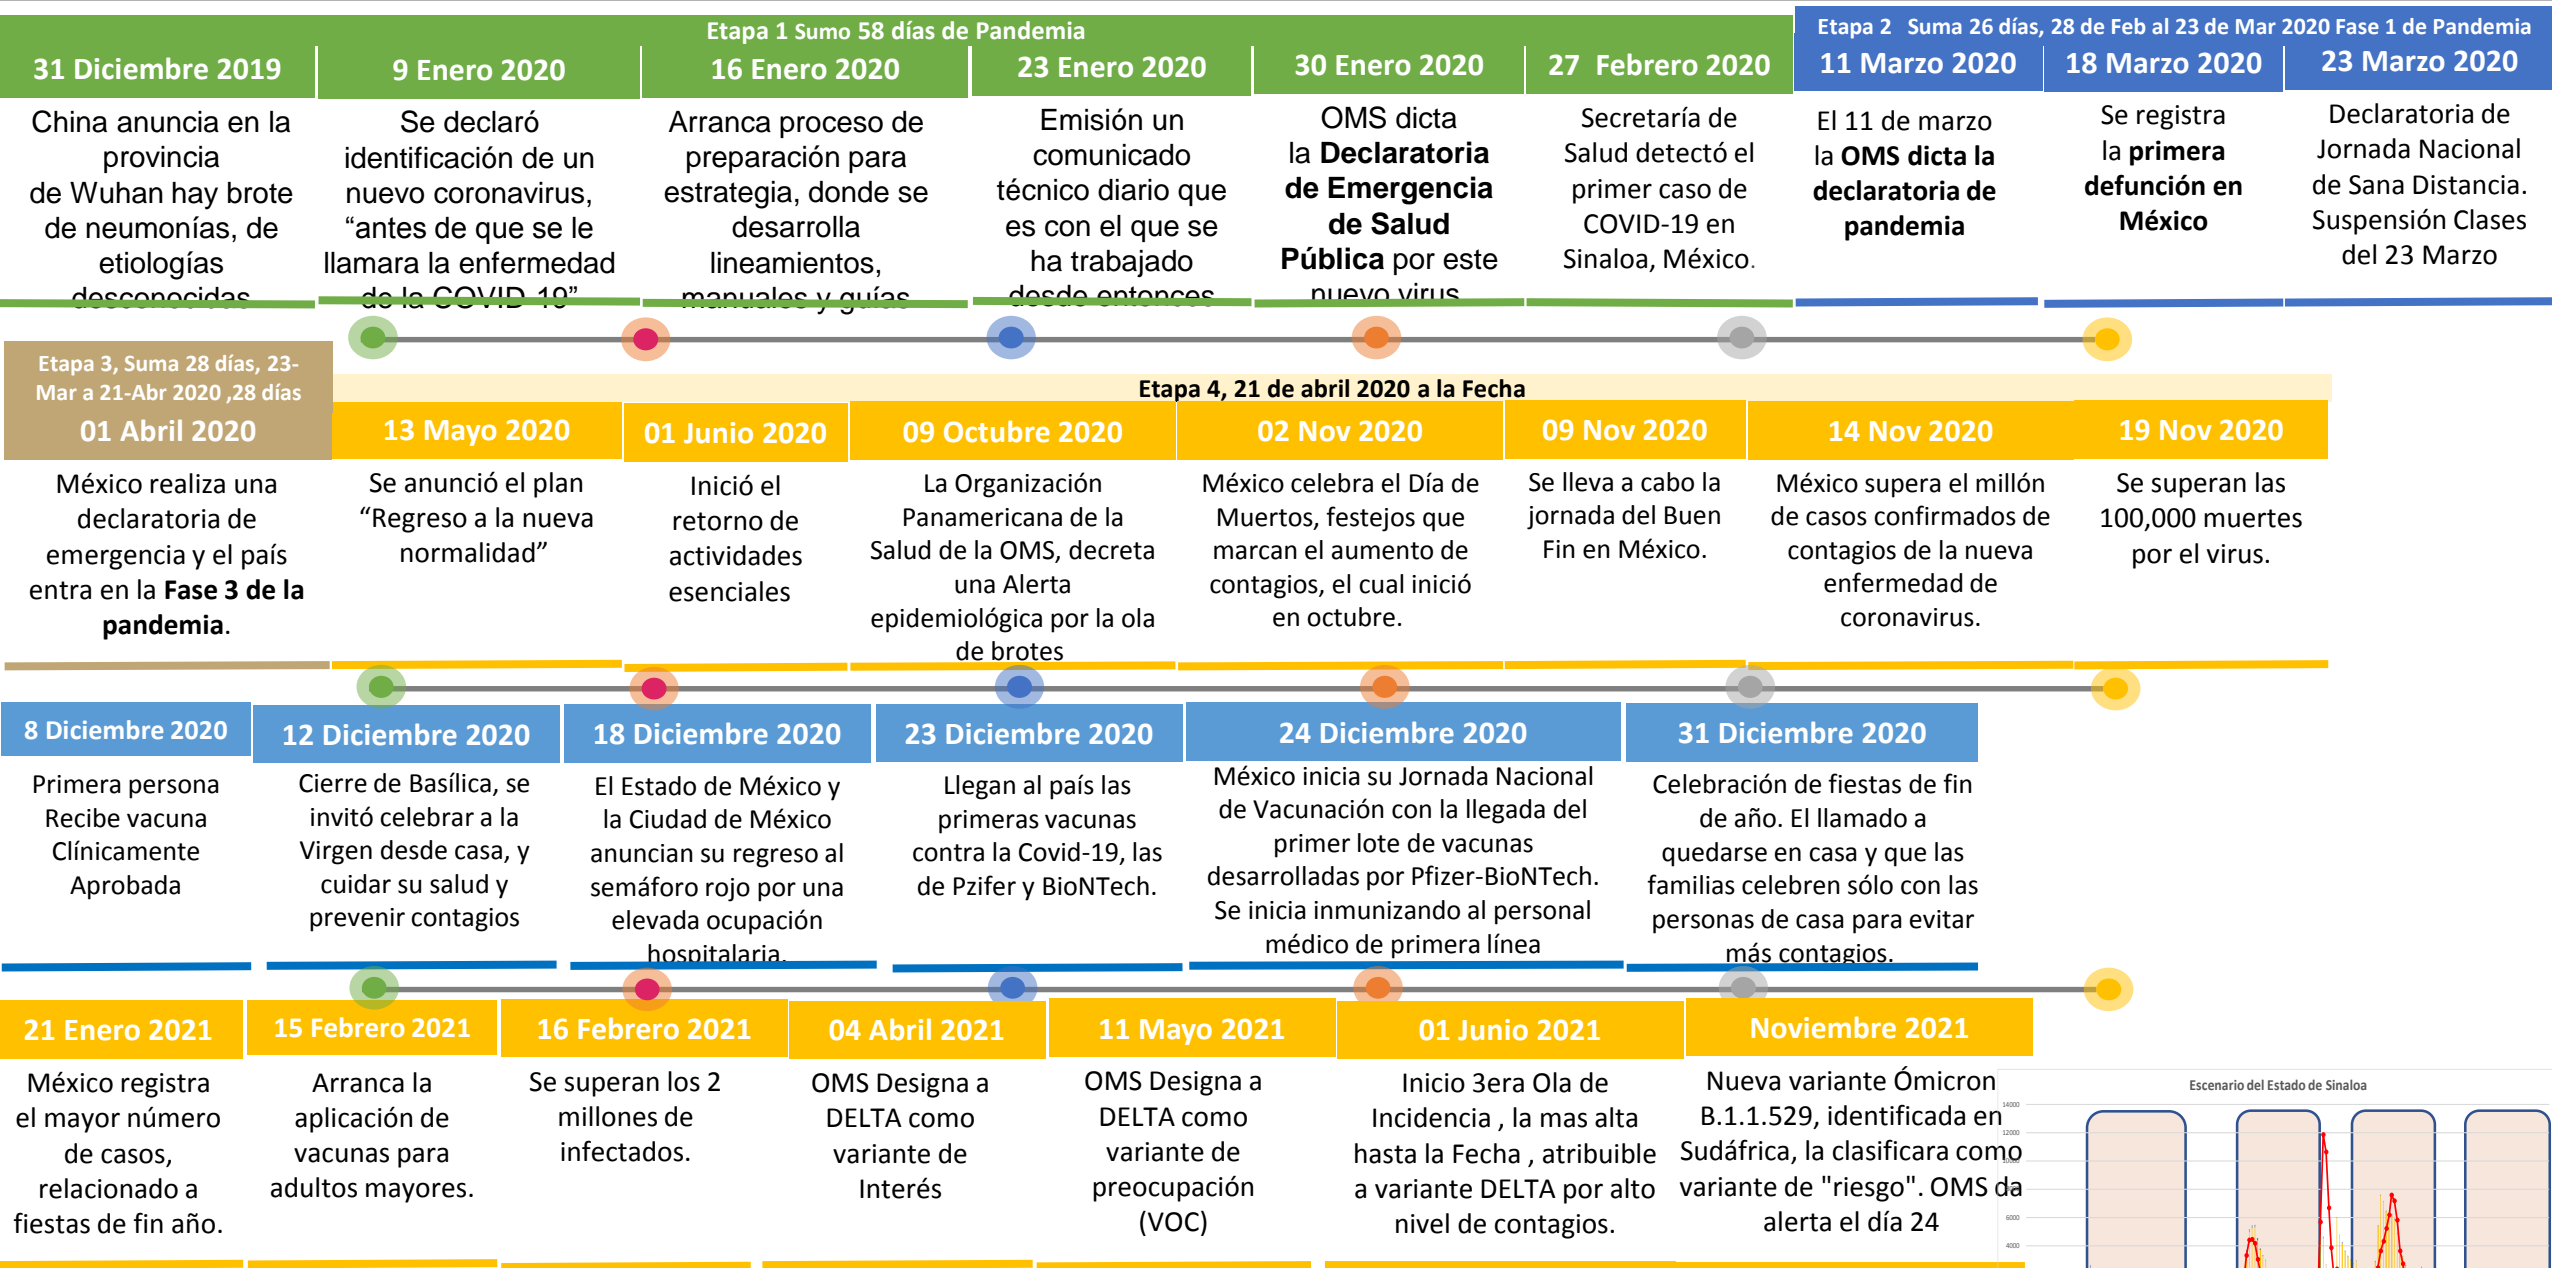 Etapa 1 Sumo 58 días de Pandemia
Etapa 2 Suma 26 días, 28 de Feb al 23 de Mar 2020 Fase 1 de Pandemia
31 Diciembre 2019
China anuncia en la
provincia
de Wuhan hay brote
de neumonías, de
etiologías
desconocidas
9 Enero 2020
Se declaró
identificación de un
nuevo coronavirus,
“antes de que se le
llamara la enfermedad
de la COVID-19”
16 Enero 2020
Arranca proceso de
preparación para
estrategia, donde se
desarrolla
lineamientos,
manuales y guías
23 Enero 2020
Emisión un
comunicado
técnico diario que
es con el que se
ha trabajado
desde entonces
30 Enero 2020
OMS dicta
la Declaratoria
de Emergencia
de Salud
Pública por este
nuevo virus
27 Febrero 2020
Secretaría de
Salud detectó el
primer caso de
COVID-19 en
Sinaloa, México.
11 Marzo 2020
El 11 de marzo
la OMS dicta la
declaratoria de
pandemia
18 Marzo 2020
Se registra
la primera
defunción en
México
23 Marzo 2020
Declaratoria de
Jornada Nacional
de Sana Distancia.
Suspensión Clases
del 23 Marzo
Etapa 3, Suma 28 días, 23-
Mar a 21-Abr 2020 ,28 días
Etapa 4, 21 de abril 2020 a la Fecha
01 Abril 2020
México realiza una
declaratoria de
emergencia y el país
entra en la Fase 3 de la
pandemia.
13 Mayo 2020
Se anunció el plan
“Regreso a la nueva
normalidad”
01 Junio 2020
Inició el
retorno de
actividades
esenciales
09 Octubre 2020
La Organización
Panamericana de la
Salud de la OMS, decreta
una Alerta
epidemiológica por la ola
de brotes
02 Nov 2020
México celebra el Día de
Muertos, festejos que
marcan el aumento de
contagios, el cual inició
en octubre.
09 Nov 2020
Se lleva a cabo la
jornada del Buen
Fin en México.
14 Nov 2020
México supera el millón
de casos confirmados de
contagios de la nueva
enfermedad de
coronavirus.
19 Nov 2020
Se superan las
100,000 muertes
por el virus.
8 Diciembre 2020
Primera persona
Recibe vacuna
Clínicamente
Aprobada
12 Diciembre 2020
Cierre de Basílica, se
invitó celebrar a la
Virgen desde casa, y
cuidar su salud y
prevenir contagios
18 Diciembre 2020
El Estado de México y
la Ciudad de México
anuncian su regreso al
semáforo rojo por una
elevada ocupación
hospitalaria.
23 Diciembre 2020
Llegan al país las
primeras vacunas
contra la Covid-19, las
de Pzifer y BioNTech.
24 Diciembre 2020
México inicia su Jornada Nacional
de Vacunación con la llegada del
primer lote de vacunas
desarrolladas por Pfizer-BioNTech.
Se inicia inmunizando al personal
médico de primera línea
31 Diciembre 2020
Celebración de fiestas de fin
de año. El llamado a
quedarse en casa y que las
familias celebren sólo con las
personas de casa para evitar
más contagios.
21 Enero 2021
México registra
el mayor número
de casos,
relacionado a
fiestas de fin año.
15 Febrero 2021
Arranca la
aplicación de
vacunas para
adultos mayores.
16 Febrero 2021
Se superan los 2
millones de
infectados.
04 Abril 2021
OMS Designa a
DELTA como
variante de
Interés
11 Mayo 2021
OMS Designa a
DELTA como
variante de
preocupación
(VOC)
01 Junio 2021
Inicio 3era Ola de
Incidencia , la mas alta
hasta la Fecha , atribuible
a variante DELTA por alto
nivel de contagios.
Noviembre 2021
Nueva variante Ómicron
B.1.1.529, identificada en
Sudáfrica, la clasificara como
variante de "riesgo". OMS da
alerta el día 24
Escenario del Estado de Sinaloa
14000
12000
6000
4000